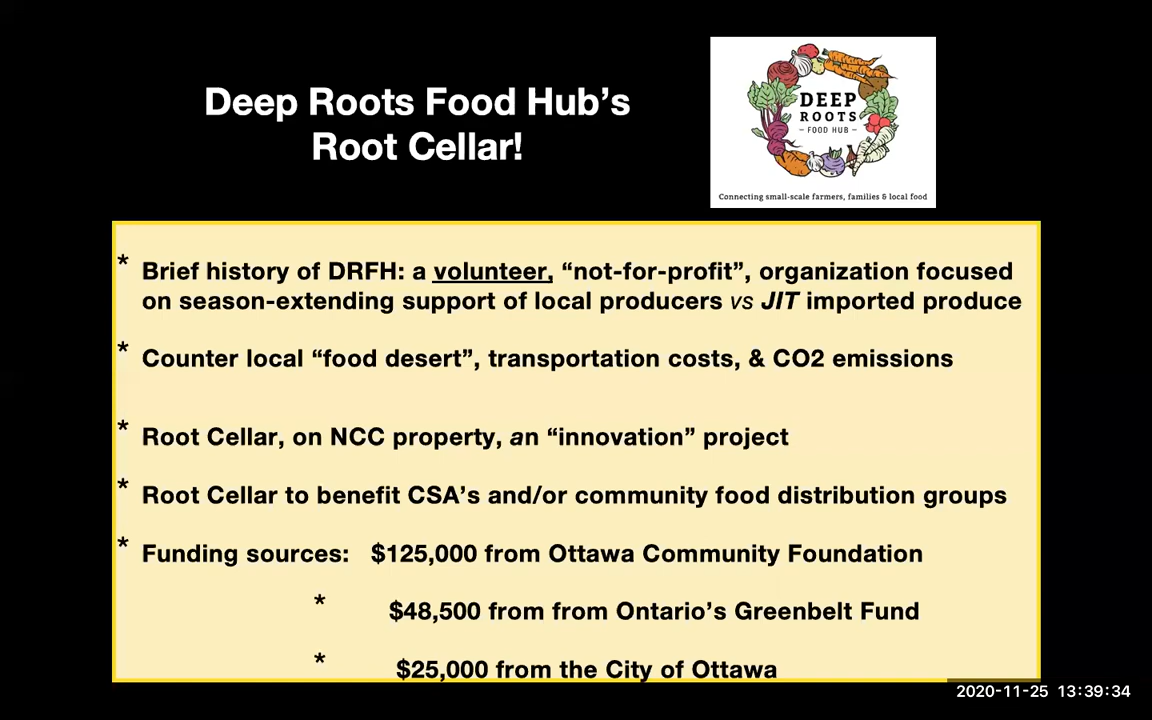 Deep Roots Food Hub’s
Root Cellar!
DEEP
ROOTS
– FOOD HUB –
Connecting small-scale farmers, families & local food
* Brief history of DRFH: a volunteer, “not-for-profit”, organization focused
on season-extending support of local producers vs JIT imported produce
* Counter local “food desert”, transportation costs, & CO2 emissions
* Root Cellar, on NCC property, an “innovation” project
* Root Cellar to benefit CSA’s and/or community food distribution groups
* Funding sources: $125,000 from Ottawa Community Foundation
* $48,500 from from Ontario’s Greenbelt Fund
* $25,000 from the City of Ottawa
2020-11-25 13:39:34